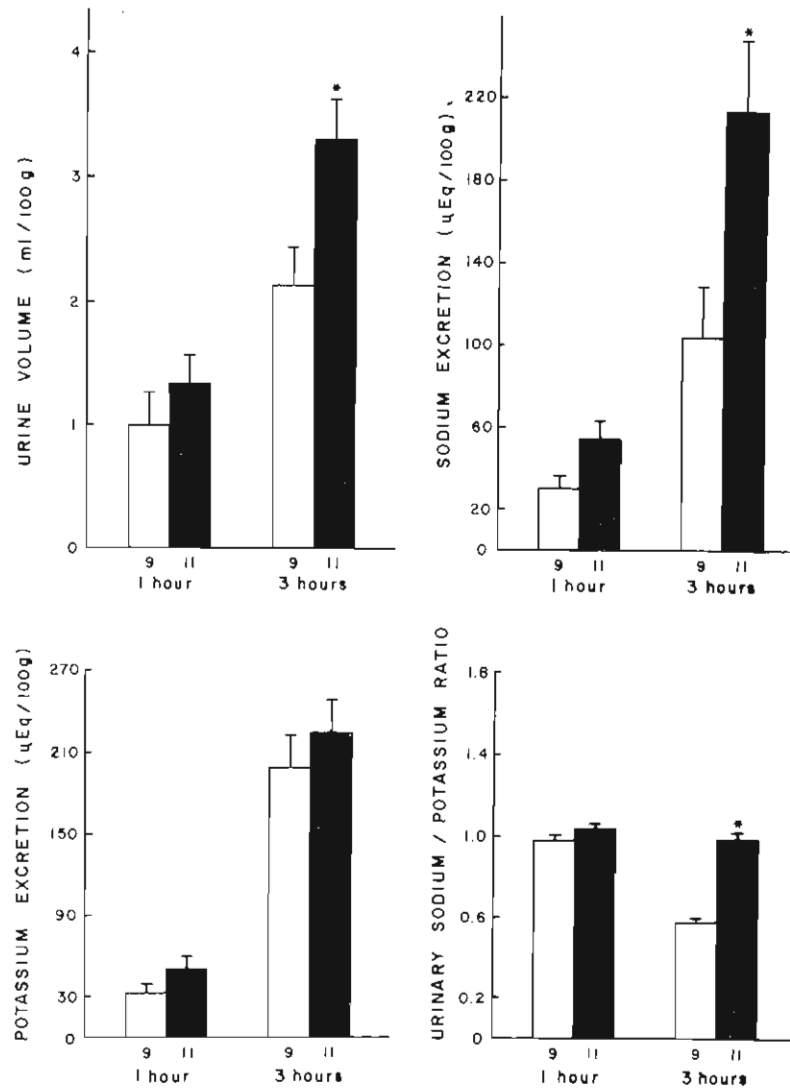 URINE VOLUME (ml/100g)
4
3
2
1
0
*
9 11
9 11
1 hour
3 hours
SODIUM EXCRETION (µEq/100g)
220
180
140
100
60
20
0
*
9 11
9 11
1 hour
3 hours
POTASSIUM EXCRETION (µEq/100g)
270
210
150
90
30
0
9 11
9 11
1 hour
3 hours
URINARY SODIUM / POTASSIUM RATIO
1.8
1.4
1.0
0.6
0.2
0
*
9 11
9 11
1 hour
3 hours